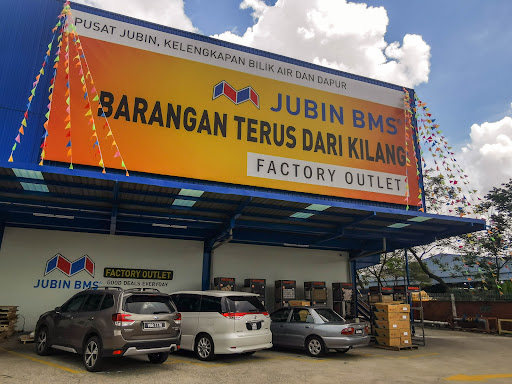 PUSAT JUBIN, KELENGKAPAN BILIK AIR DAN DAPUR
JUBIN BMS
BARANGAN TERUS DARI KILANG
FACTORY OUTLET
JUBIN BMS
FACTORY OUTLET
GOOD DEALS EVERYDAY